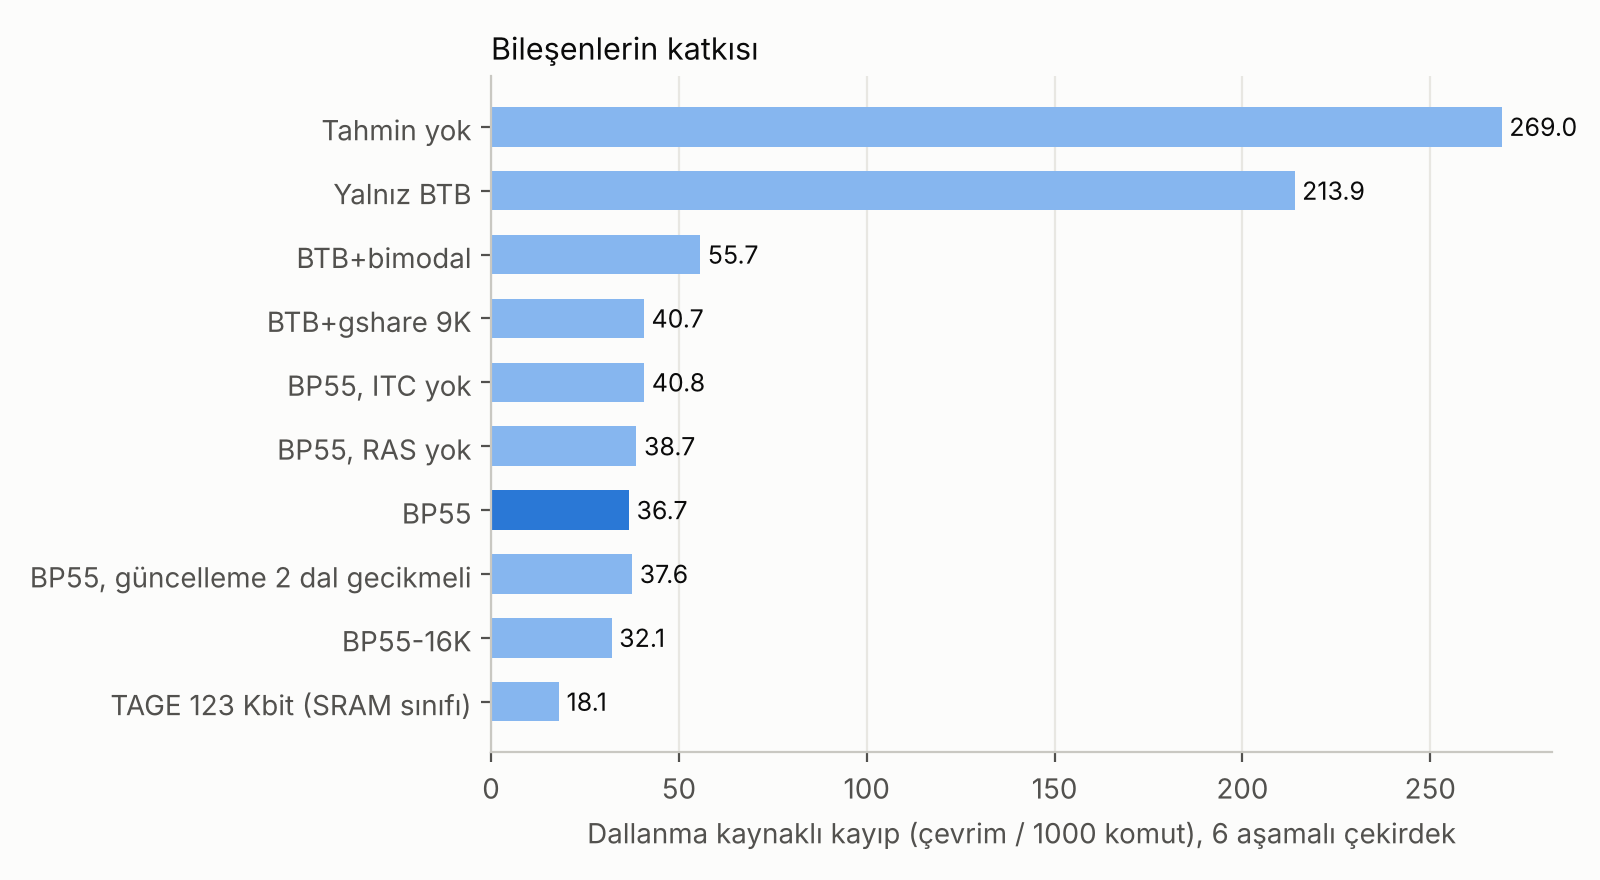 Bileşenlerin katkısı
Tahmin yok 269.0
Yalnız BTB 213.9
BTB+bimodal 55.7
BTB+gshare 9K 40.7
BP55, ITC yok 40.8
BP55, RAS yok 38.7
BP55 36.7
BP55, güncelleme 2 dal gecikmeli 37.6
BP55-16K 32.1
TAGE 123 Kbit (SRAM sınıfı) 18.1
0 50 100 150 200 250
Dallanma kaynaklı kayıp (çevrim / 1000 komut), 6 aşamalı çekirdek